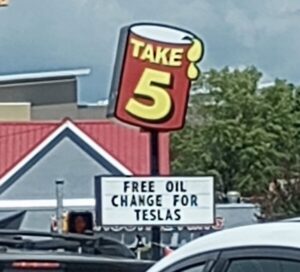 TAKE
5
FREE OIL
CHANGE FOR
TESLAS